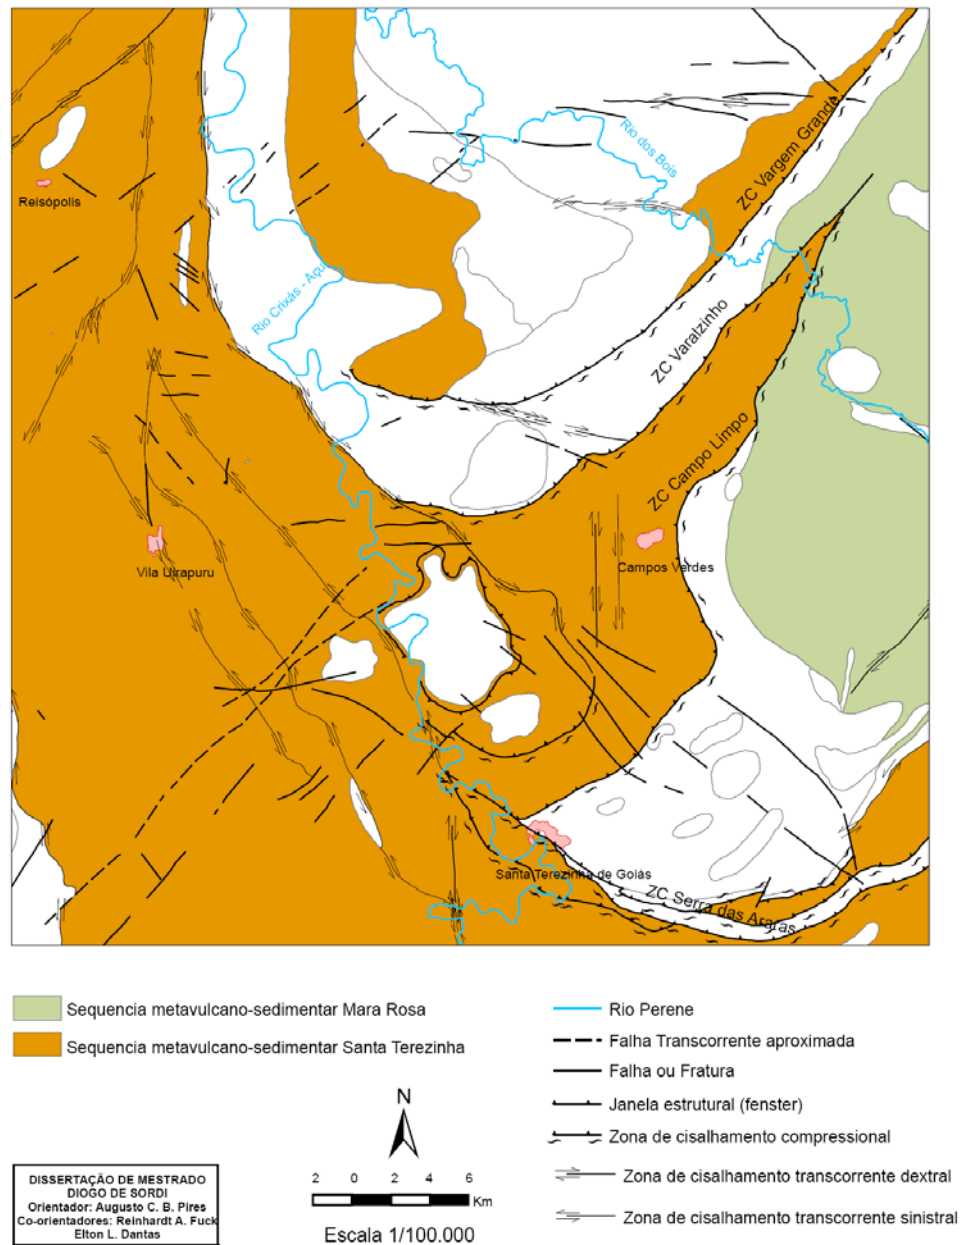 Rio dos Bois
ZC Vargem Grande
Reisópolis
Rio Crixás - Açu
ZC Varalzinho
ZC Campo Limpo
Vila Uirapuru
Campos Verdes
Santa Terezinha de Goiás
ZC Serra das Araras
Sequencia metavulcano-sedimentar Mara Rosa
Sequencia metavulcano-sedimentar Santa Terezinha
Rio Perene
Falha Transcorrente aproximada
Falha ou Fratura
Janela estrutural (fenster)
Zona de cisalhamento compressional
Zona de cisalhamento transcorrente dextral
Zona de cisalhamento transcorrente sinistral
N
2 0 2 4 6
Km
Escala 1/100.000
DISSERTAÇÃO DE MESTRADO
DIOGO DE SORDI
Orientador: Augusto C. B. Pires
Co-orientadores: Reinhardt A. Fuck
Elton L. Dantas